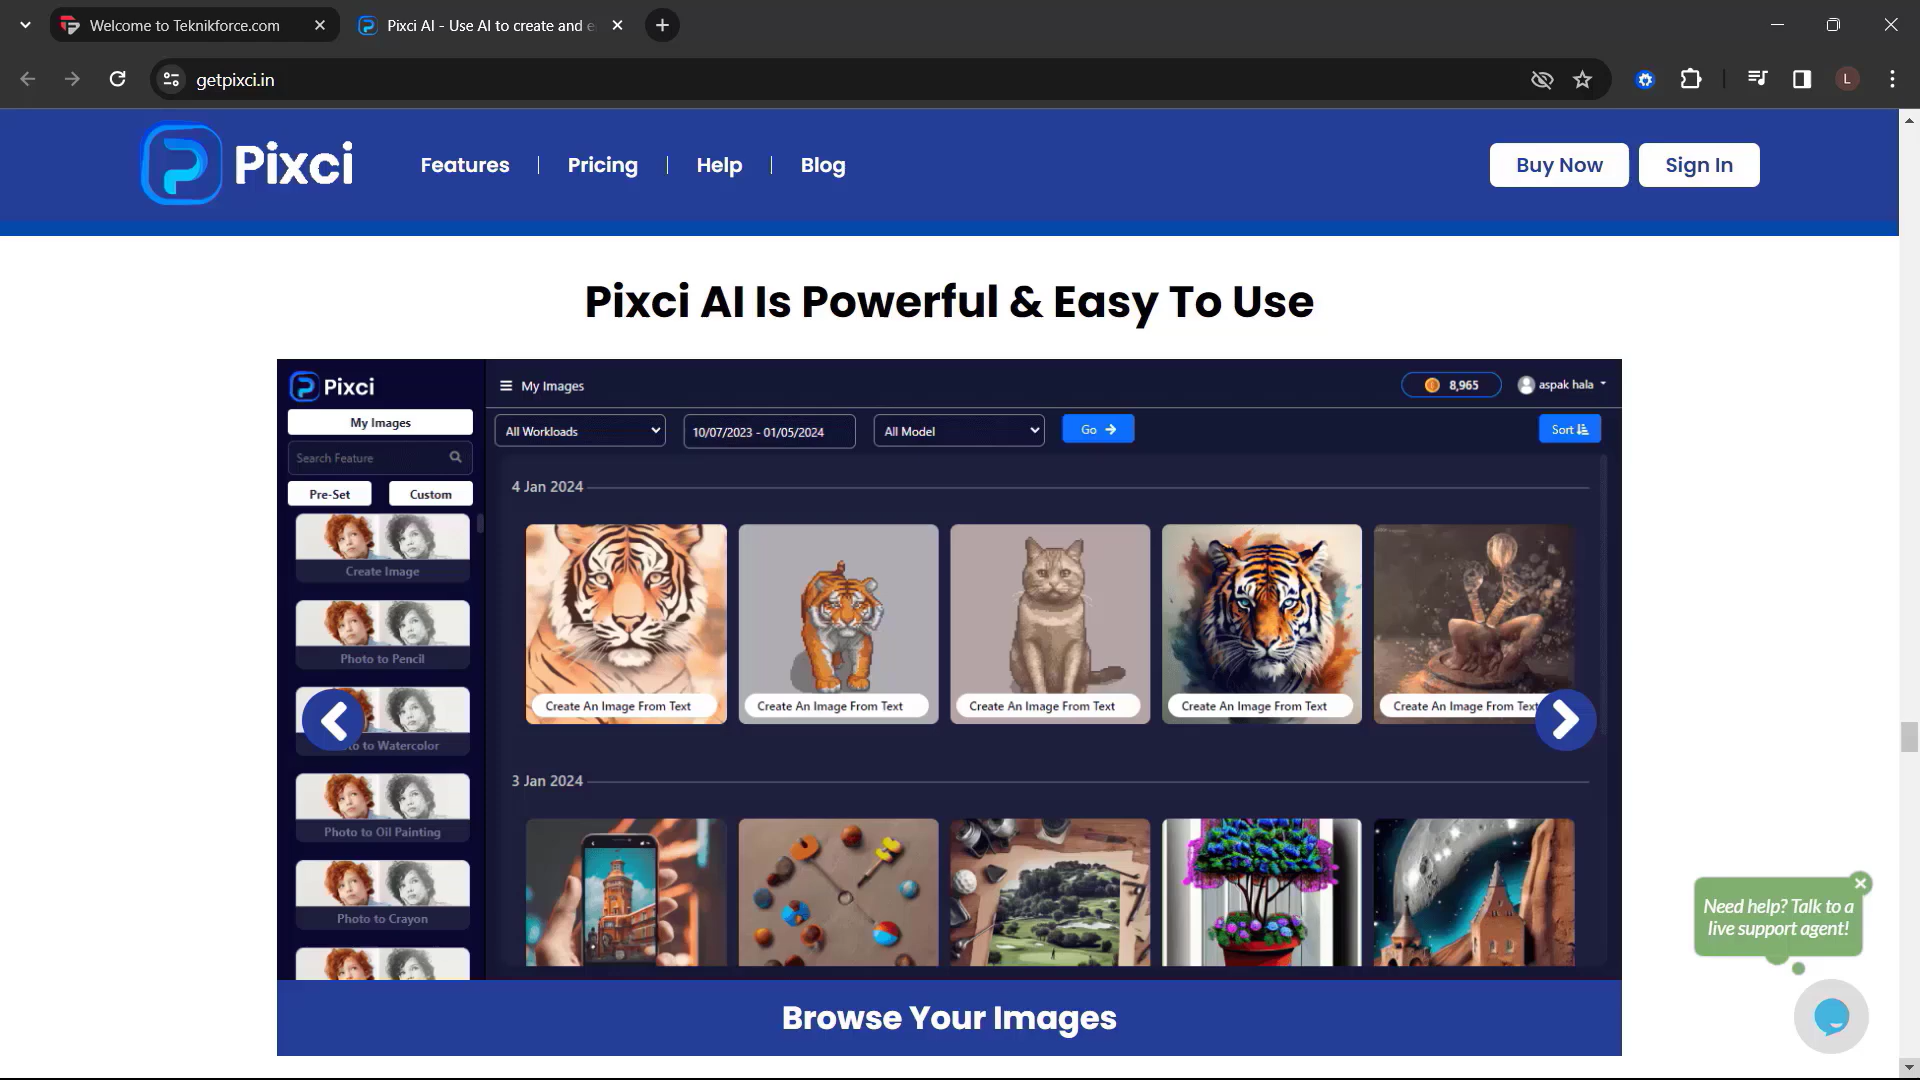 Welcome to Teknikforce.com
Pixci AI - Use AI to create and e
getpixci.in
L
Pixci
Features
Pricing
Help
Blog
Buy Now
Sign In
Pixci AI Is Powerful & Easy To Use
Pixci
My Images
8,965
aspak hala
My Images
All Workloads
10/07/2023 - 01/05/2024
All Model
Go
Sort
Search Feature
Pre-Set
Custom
4 Jan 2024
Create Image
Photo to Pencil
Create An Image From Text
Create An Image From Text
Create An Image From Text
Create An Image From Text
Create An Image From Text
to Watercolor
3 Jan 2024
Photo to Oil Painting
Photo to Crayon
Need help? Talk to a
live support agent!
Browse Your Images